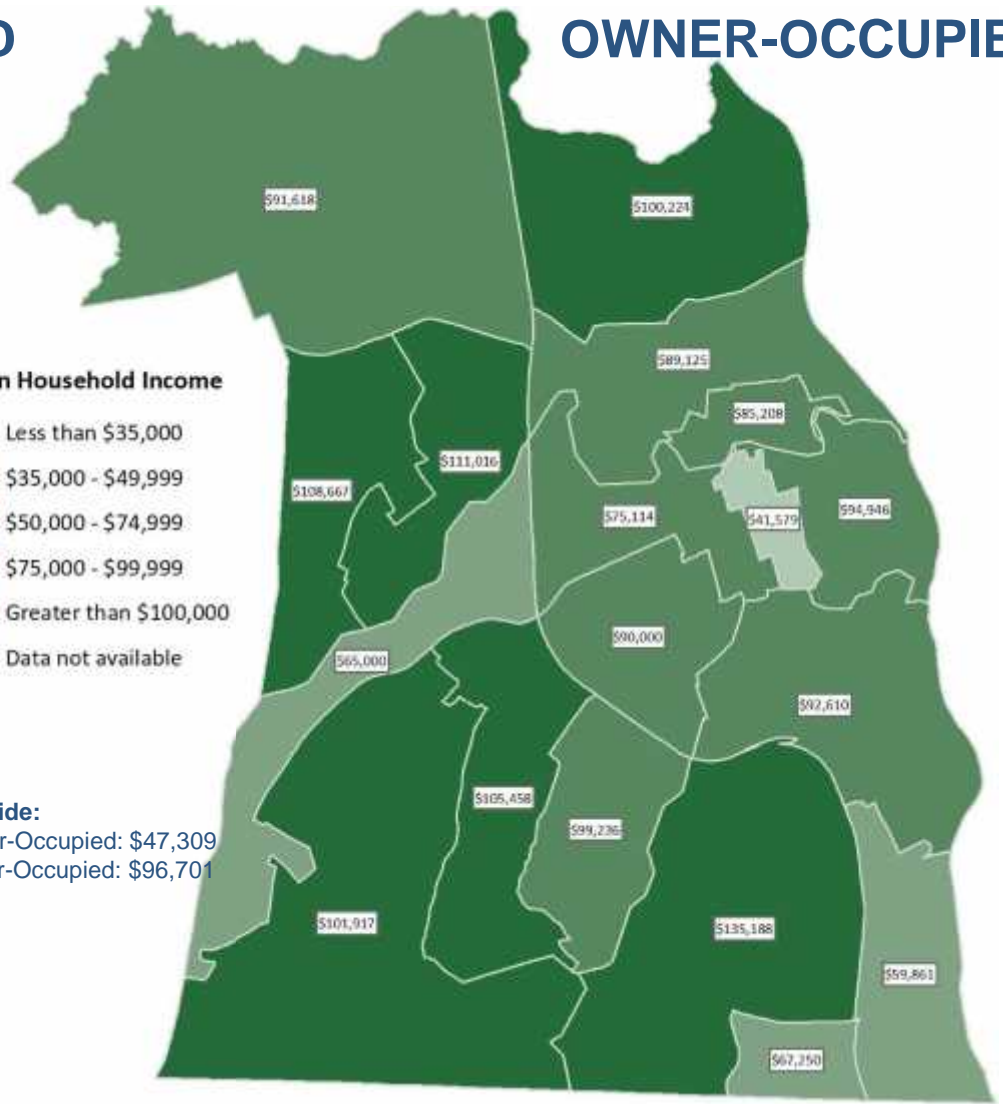 D
OWNER-OCCUPIE
$91,618
$100,224
$89,125
n Household Income
$85,208
Less than $35,000
$111,016
$35,000 - $49,999
$108,667
$94,946
$75,114
$41,579
$50,000 - $74,999
$75,000 - $99,999
Greater than $100,000
$90,000
Data not available
$65,000
$92,610
$105,458
ide:
$99,236
r-Occupied: $47,309
r-Occupied: $96,701
$101,917
$135,188
$59,861
$67,250